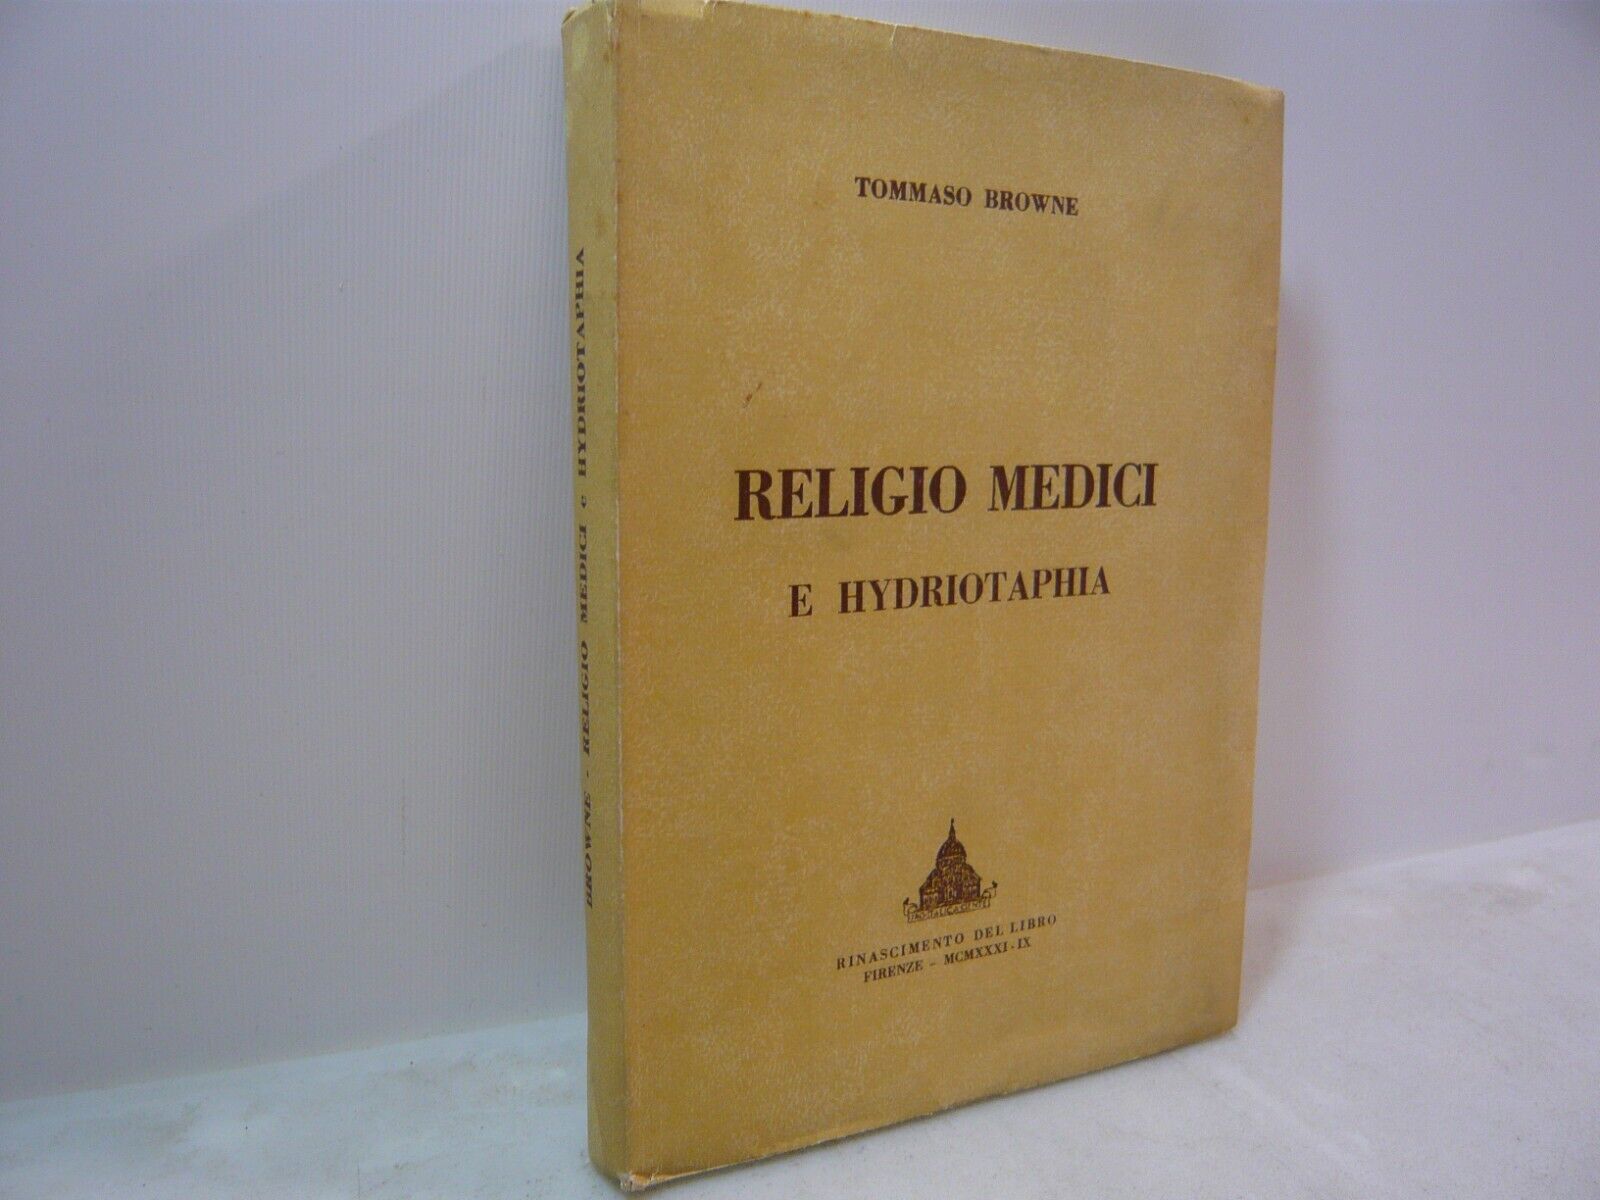 BROWNE - RELIGIO MEDICI e HYDRIOTAPHIA
TOMMASO BROWNE
RELIGIO MEDICI
E HYDRIOTAPHIA
RINASCIMENTO DEL LIBRO
FIRENZE - MCMXXXI-IX